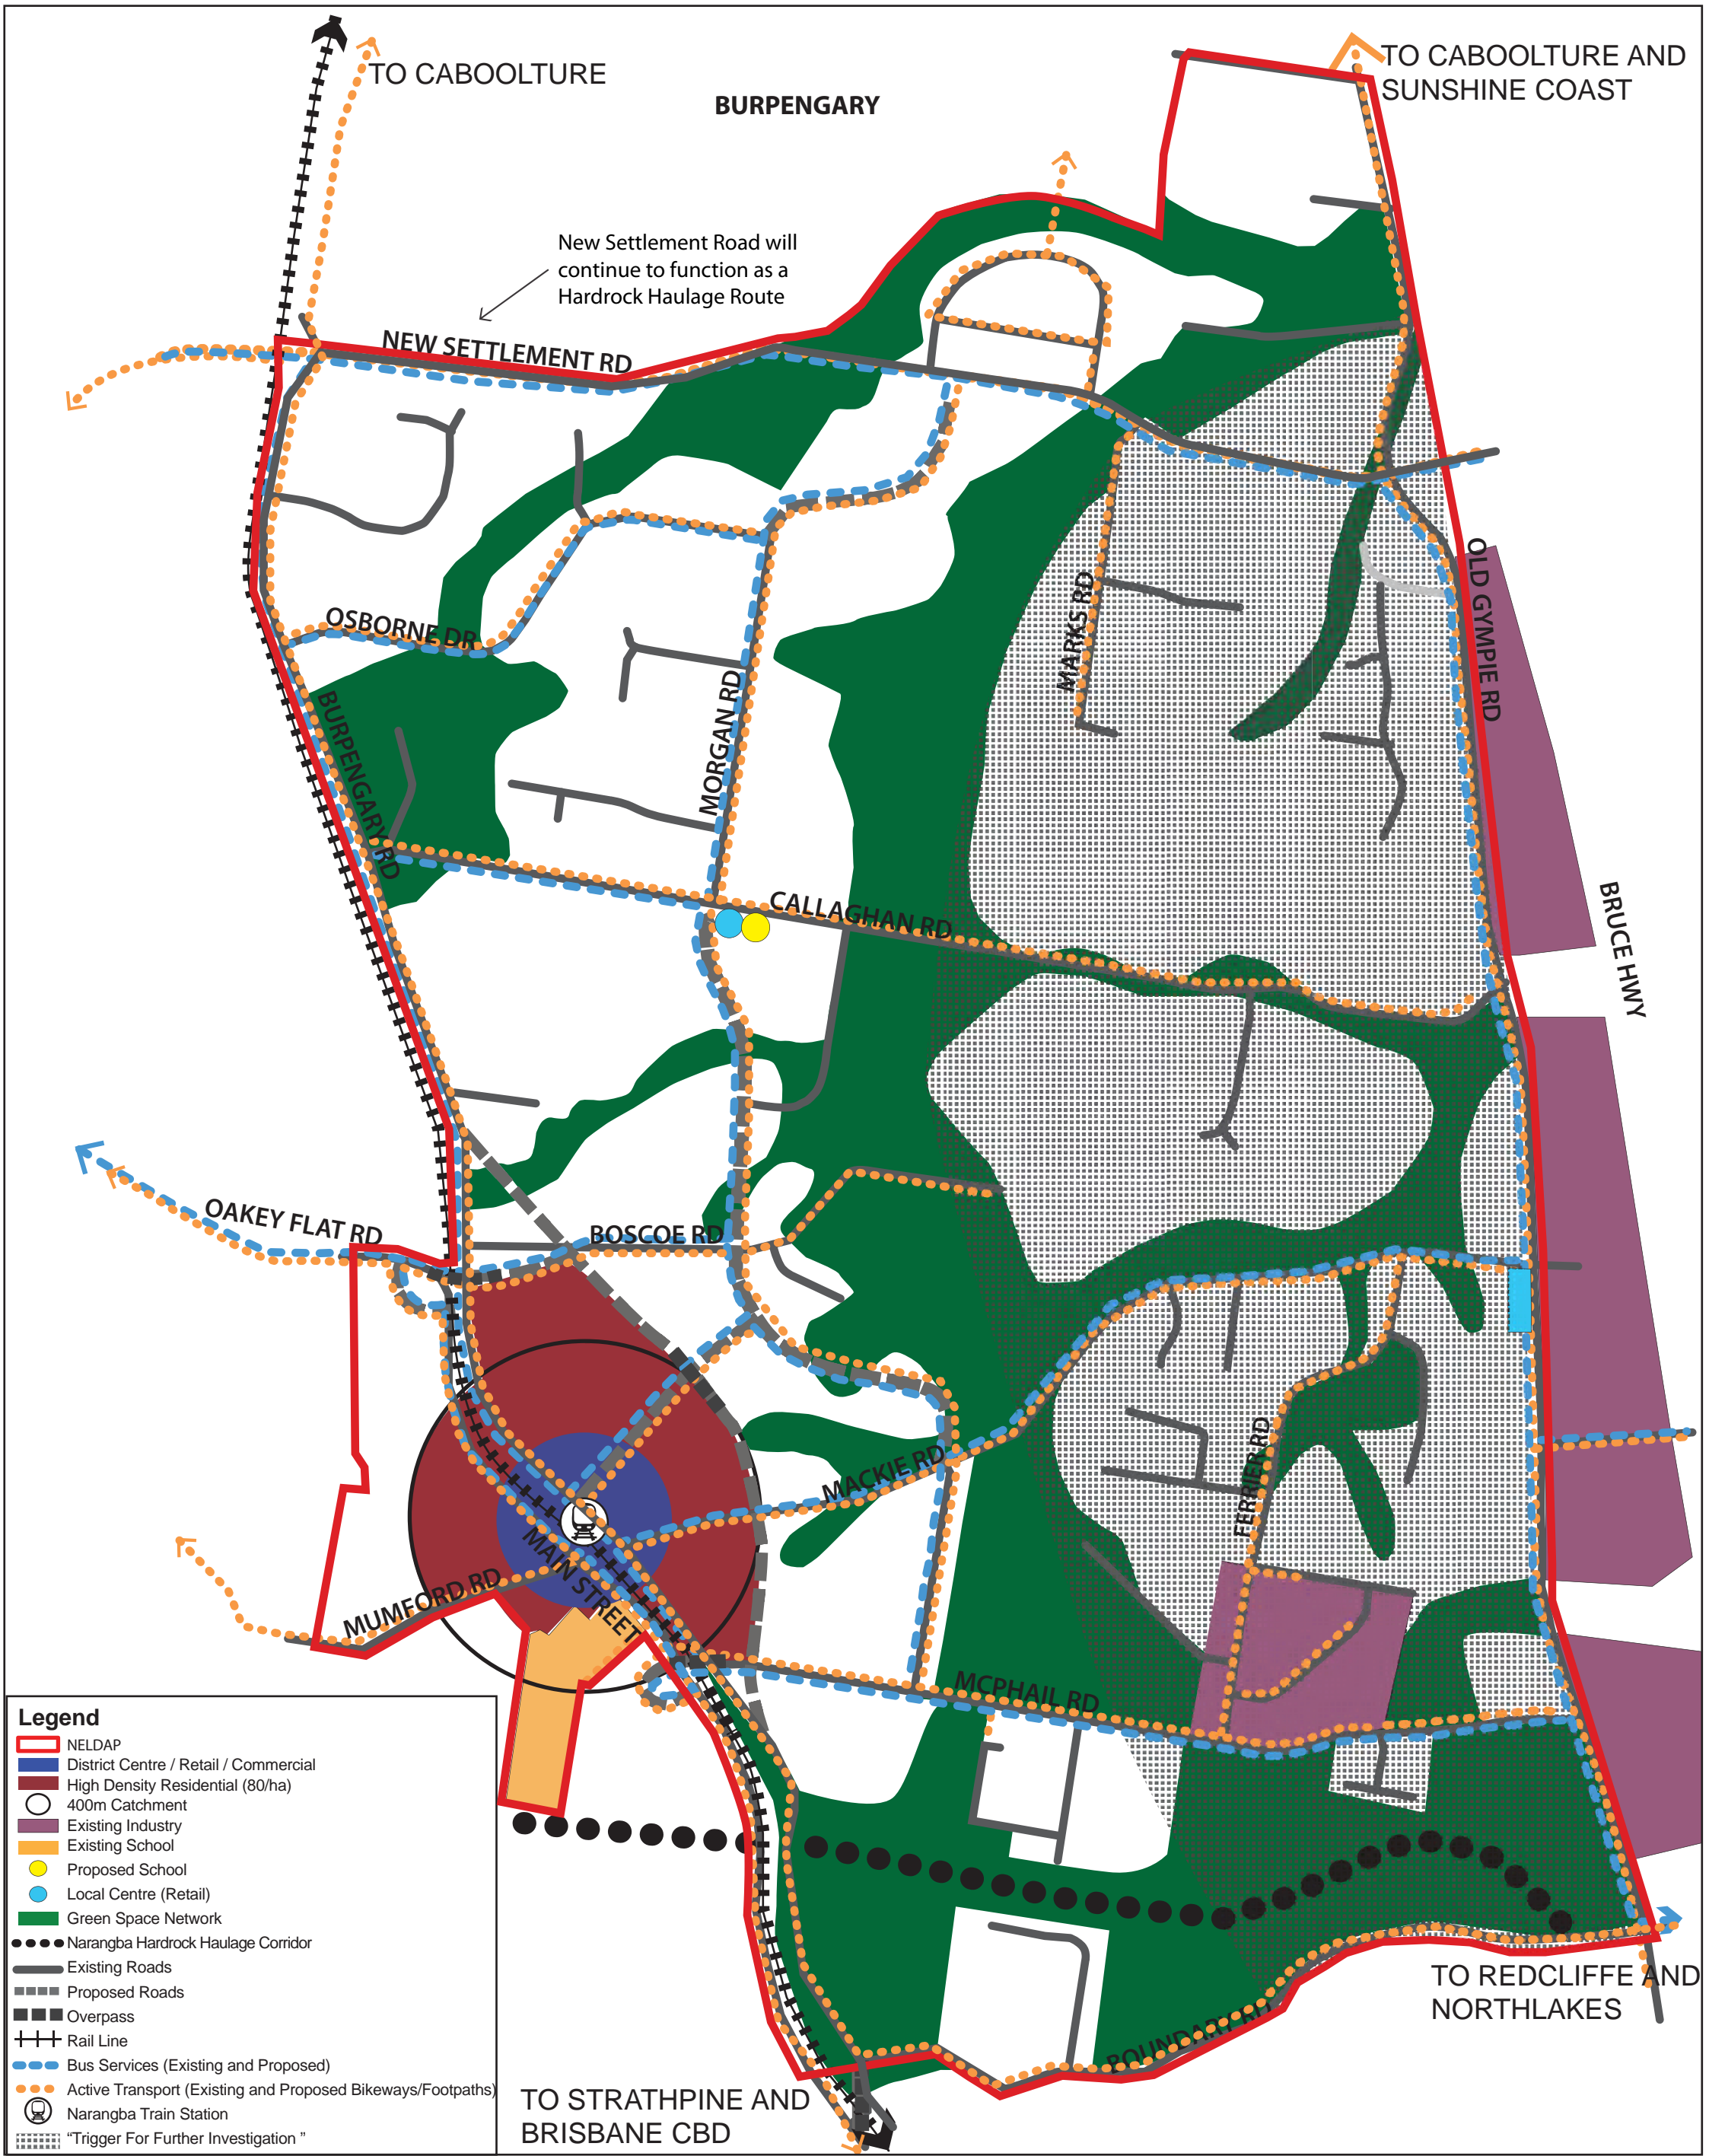 TO CABOOLTURE
BURPENGARY
TO CABOOLTURE AND
SUNSHINE COAST
New Settlement Road will
continue to function as a
Hardrock Haulage Route
NEW SETTLEMENT RD
OSBORNE DR
BURPENGARY RD
MORGAN RD
MARKS RD
OLD GYMPIE RD
CALLAGHAN RD
BRUCE HWY
OAKEY FLAT RD
BOSCOE RD
MACKIE RD
FERRIER RD
MAIN STREET
MUMFORD RD
MCPHAIL RD
BOUNDARY RD
TO REDCLIFFE AND
NORTHLAKES
TO STRATHPINE AND
BRISBANE CBD
Legend
NELDAP
District Centre / Retail / Commercial
High Density Residential (80/ha)
400m Catchment
Existing Industry
Existing School
Proposed School
Local Centre (Retail)
Green Space Network
Narangba Hardrock Haulage Corridor
Existing Roads
Proposed Roads
Overpass
Rail Line
Bus Services (Existing and Proposed)
Active Transport (Existing and Proposed Bikeways/Footpaths)
Narangba Train Station
“Trigger For Further Investigation ”